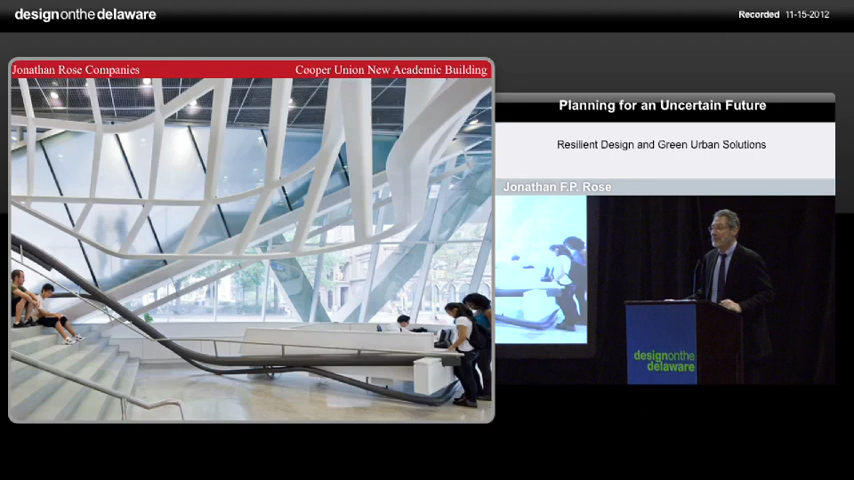 designonthedelaware
Recorded 11-15-2012
Jonathan Rose Companies
Cooper Union New Academic Building
Planning for an Uncertain Future
Resilient Design and Green Urban Solutions
Jonathan F.P. Rose
designonthe
delaware